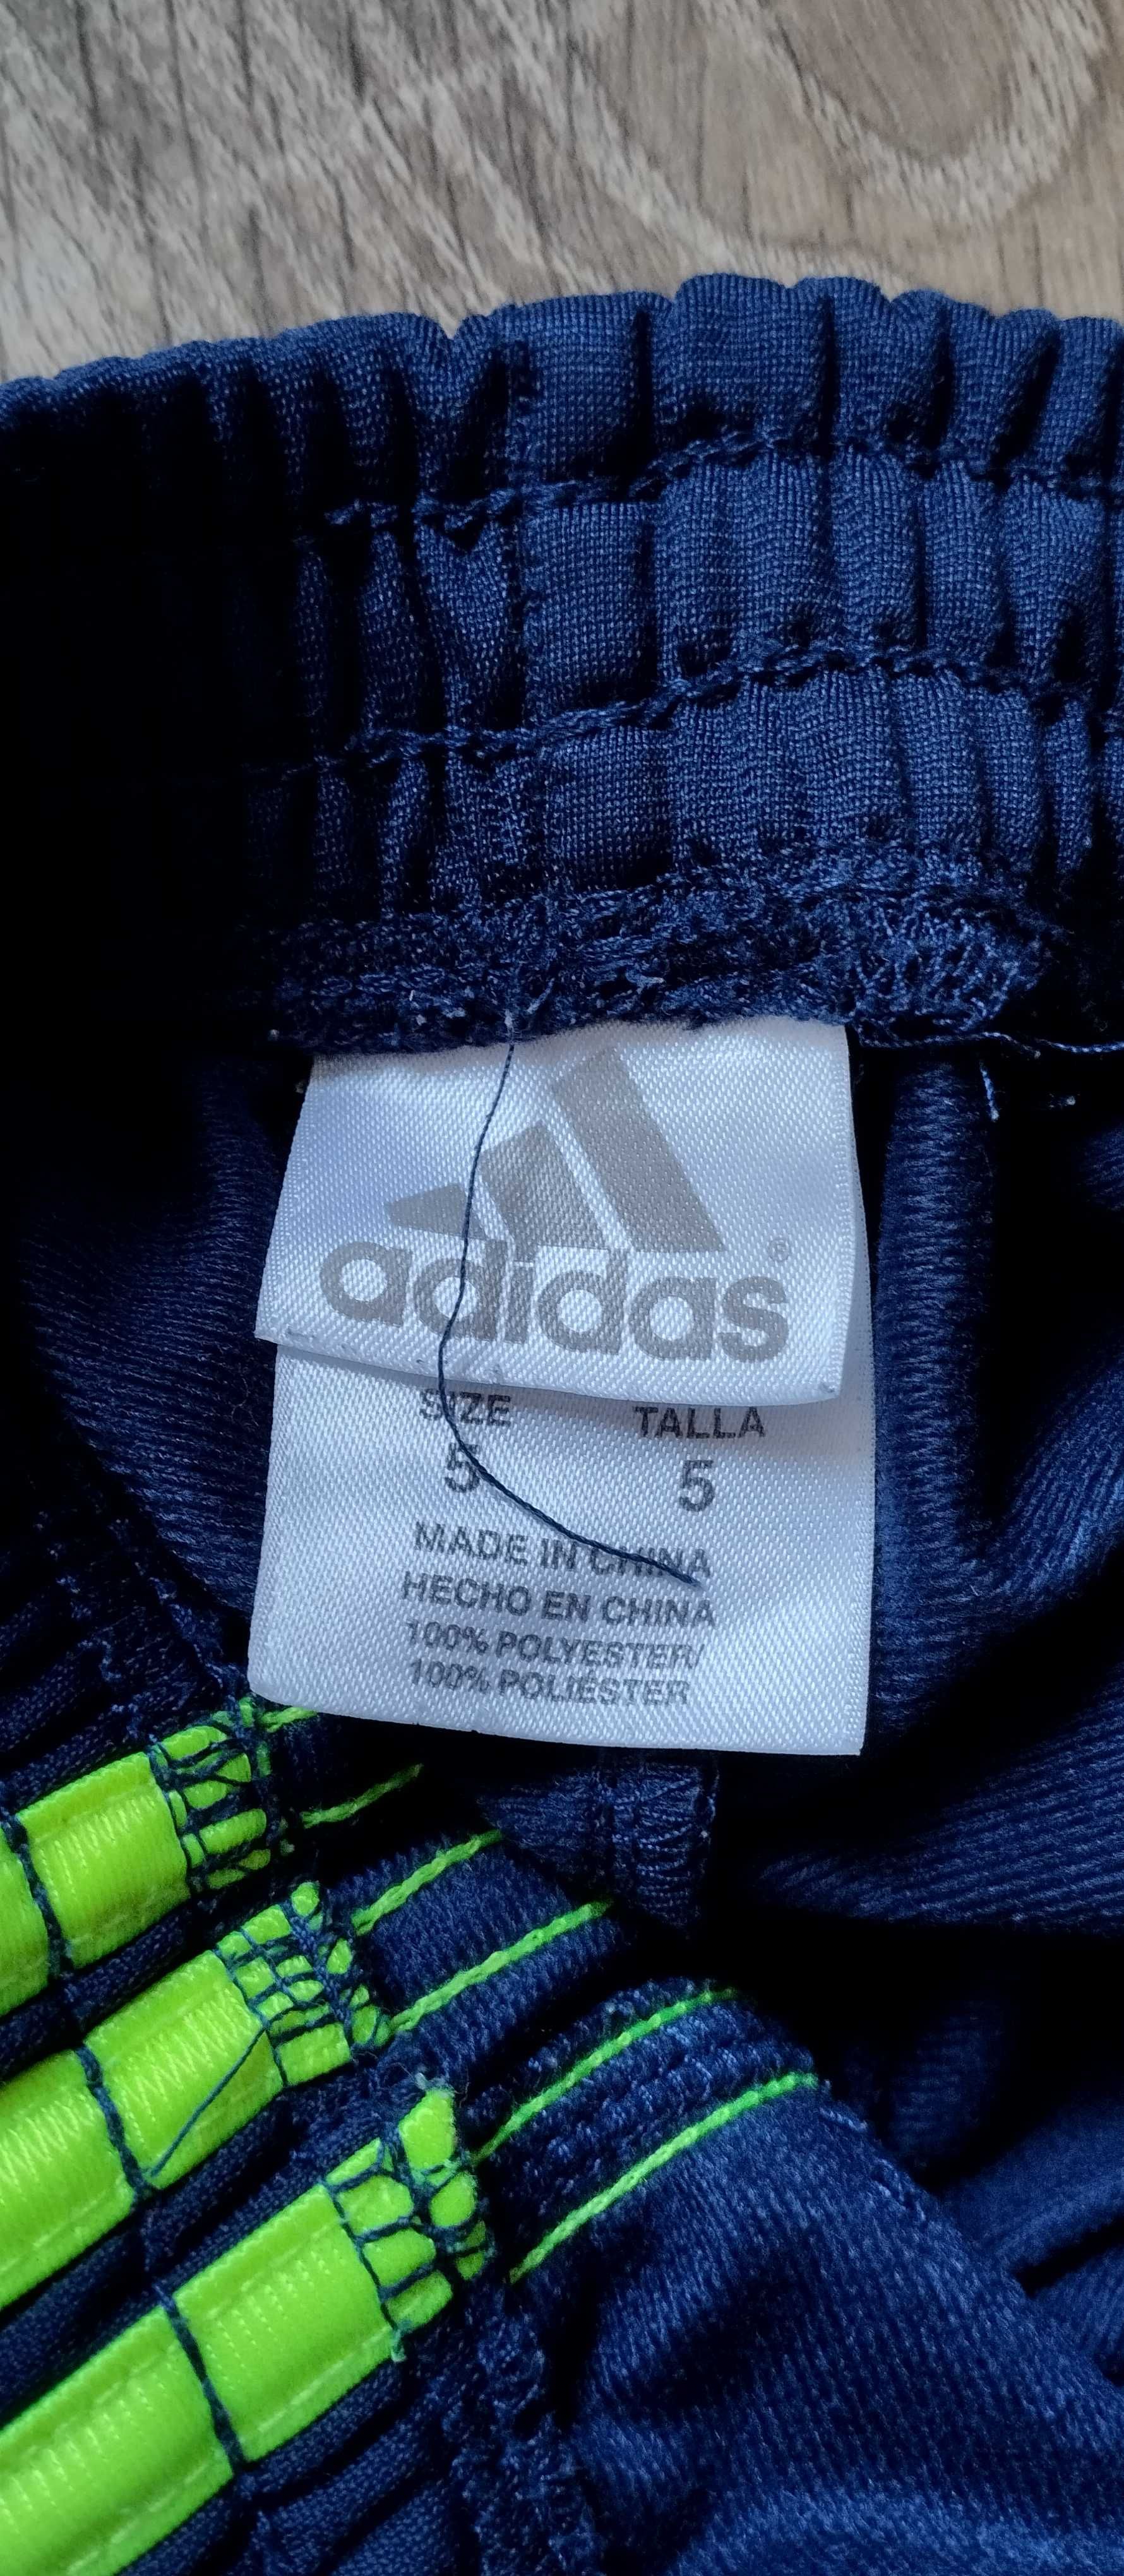 adidas®
SIZE TALLA
5 5
MADE IN CHINA
HECHO EN CHINA
100% POLYESTER/
100% POLIÉSTER